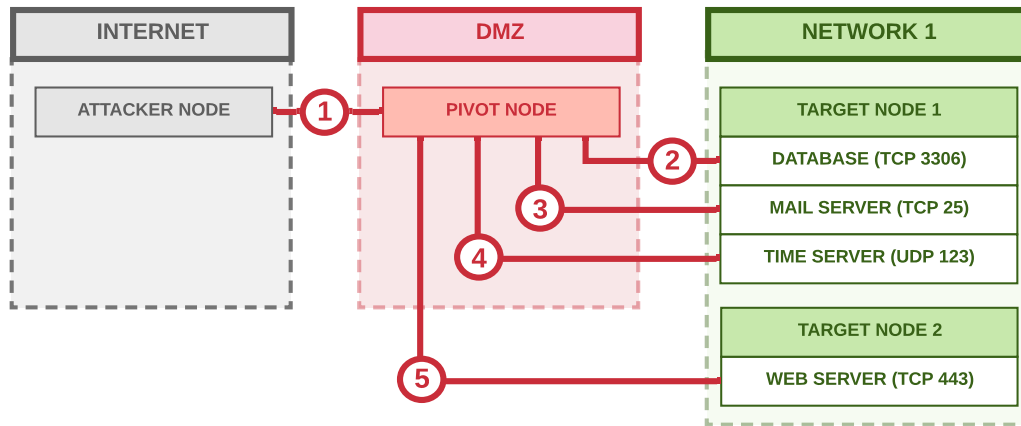 INTERNET
DMZ
NETWORK 1
ATTACKER NODE
1
PIVOT NODE
TARGET NODE 1
2
DATABASE (TCP 3306)
3
MAIL SERVER (TCP 25)
4
TIME SERVER (UDP 123)
TARGET NODE 2
5
WEB SERVER (TCP 443)